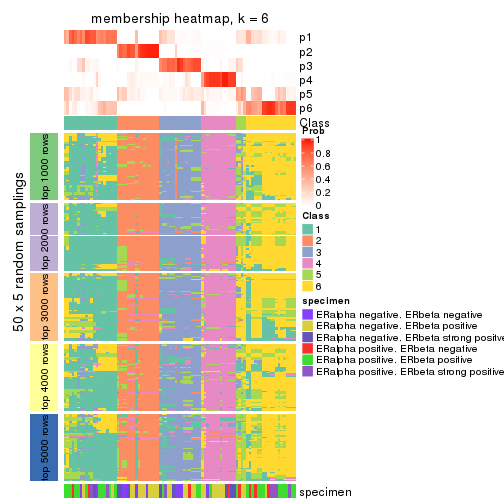 membership heatmap, k = 6
p1
p2
p3
p4
p5
p6
Class
Prob
1
0.8
0.6
0.4
0.2
0
Class
1
2
3
4
5
6
specimen
ERalpha negative. ERbeta negative
ERalpha negative. ERbeta positive
ERalpha negative. ERbeta strong positive
ERalpha positive. ERbeta negative
ERalpha positive. ERbeta positive
ERalpha positive. ERbeta strong positive
50 x 5 random samplings
top 1000 rows
top 2000 rows
top 3000 rows
top 4000 rows
top 5000 rows
specimen